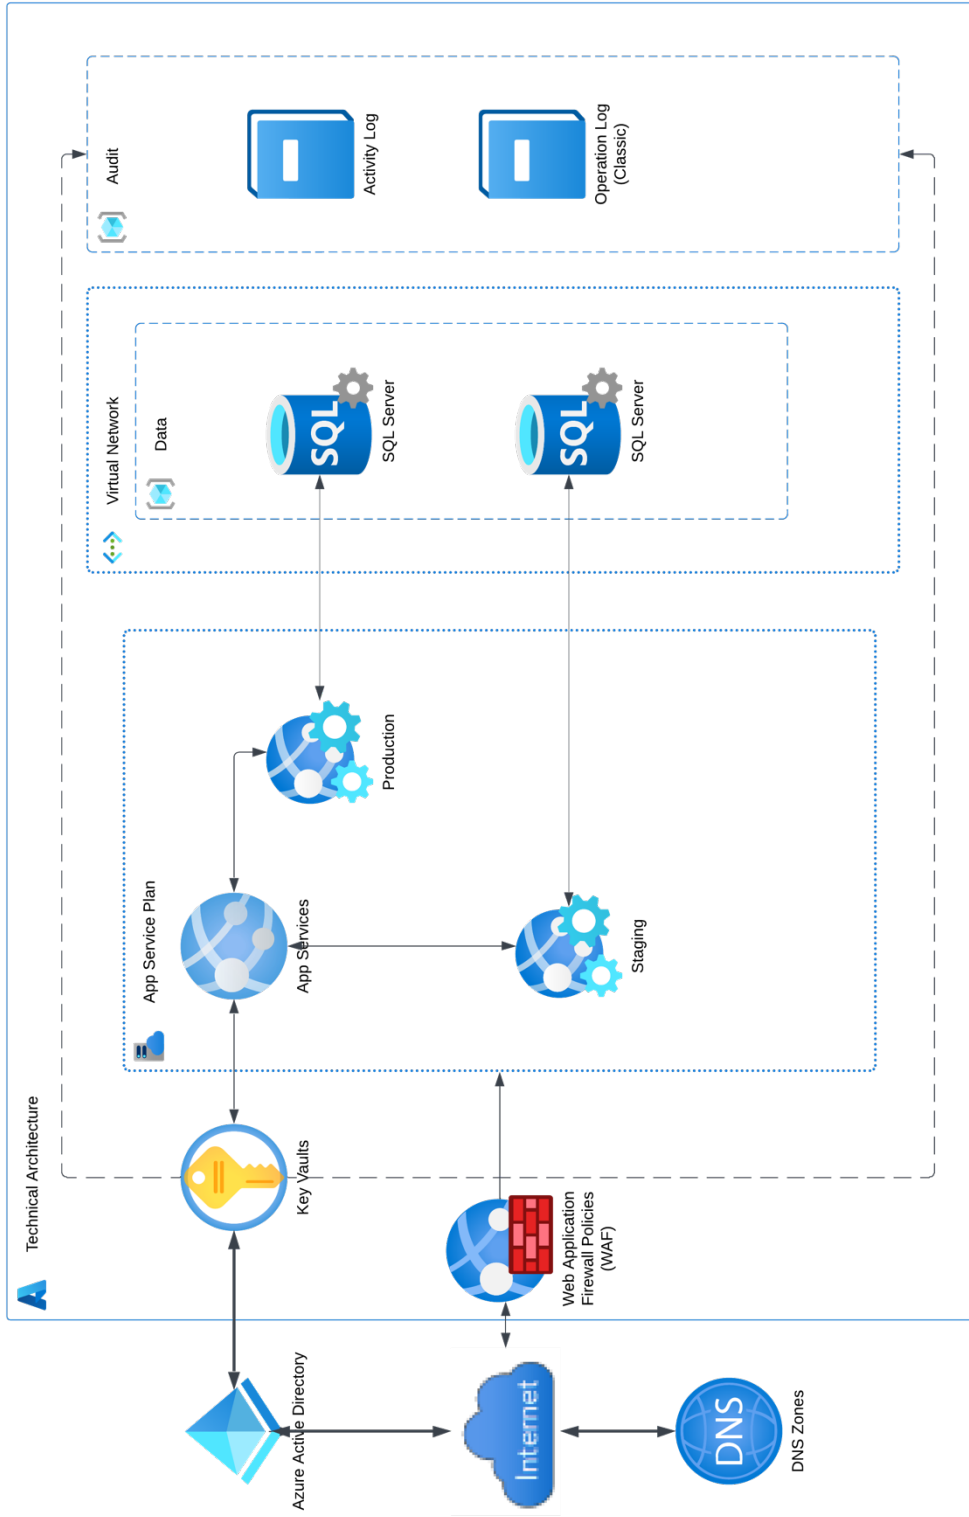 Technical Architecture
Azure Active Directory
Internet
DNS
DNS Zones
Key Vaults
Web Application
Firewall Policies
(WAF)
App Service Plan
App Services
Staging
Production
Virtual Network
Data
SQL
SQL Server
SQL
SQL Server
Audit
Activity Log
Operation Log
(Classic)